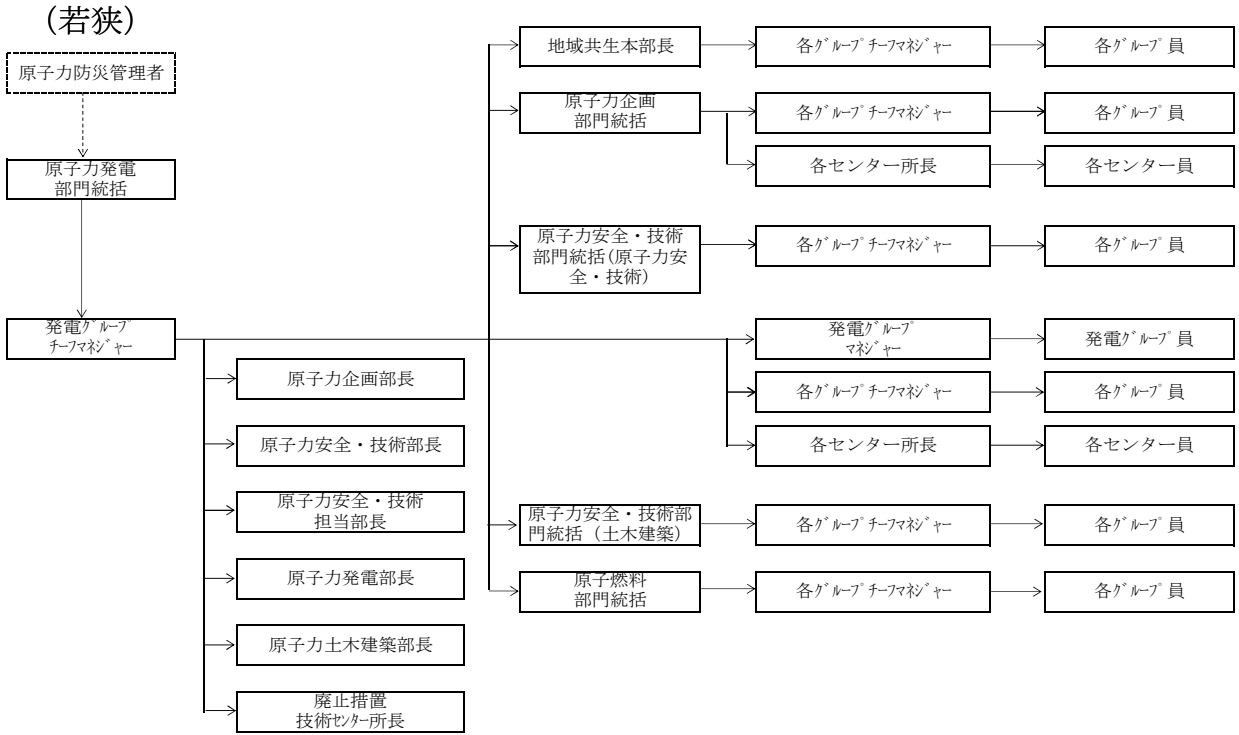 （若狭）
原子力防災管理者
原子力発電
部門統括
発電ｸﾞﾙｰﾌﾟ
ﾁｰﾌﾏﾈｼﾞｬｰ
原子力企画部長
原子力安全・技術部長
原子力安全・技術
担当部長
原子力発電部長
原子力土木建築部長
廃止措置
技術ｾﾝﾀｰ所長
地域共生本部長
各ｸﾞﾙｰﾌﾟﾁｰﾌﾏﾈｼﾞｬｰ
各ｸﾞﾙｰﾌﾟ員
原子力企画
部門統括
各ｸﾞﾙｰﾌﾟﾁｰﾌﾏﾈｼﾞｬｰ
各ｸﾞﾙｰﾌﾟ員
各センター所長
各センター員
原子力安全・技術
部門統括(原子力安
全・技術)
各ｸﾞﾙｰﾌﾟﾁｰﾌﾏﾈｼﾞｬｰ
各ｸﾞﾙｰﾌﾟ員
発電ｸﾞﾙｰﾌﾟ
ﾏﾈｼﾞｬｰ
発電ｸﾞﾙｰﾌﾟ員
各ｸﾞﾙｰﾌﾟﾁｰﾌﾏﾈｼﾞｬｰ
各ｸﾞﾙｰﾌﾟ員
各センター所長
各センター員
原子力安全・技術部
門統括（土木建築）
各ｸﾞﾙｰﾌﾟﾁｰﾌﾏﾈｼﾞｬｰ
各ｸﾞﾙｰﾌﾟ員
原子燃料
部門統括
各ｸﾞﾙｰﾌﾟﾁｰﾌﾏﾈｼﾞｬｰ
各ｸﾞﾙｰﾌﾟ員